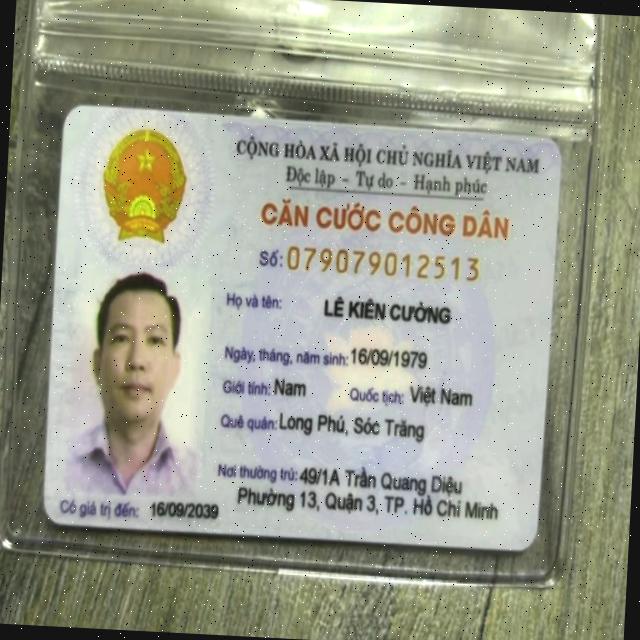 CỘNG HÒA XÃ HỘI CHỦ NGHĨA VIỆT NAM
Độc lập – Tự do – Hạnh phúc
CĂN CƯỚC CÔNG DÂN
Số: 079079012513
Họ và tên: LÊ KIÊN CƯỜNG
Ngày, tháng, năm sinh: 16/09/1979
Giới tính: Nam Quốc tịch: Việt Nam
Quê quán: Long Phú, Sóc Trăng
Nơi thường trú: 49/1A Trần Quang Diệu
Phường 13, Quận 3, TP. Hồ Chí Minh
Có giá trị đến: 16/09/2039